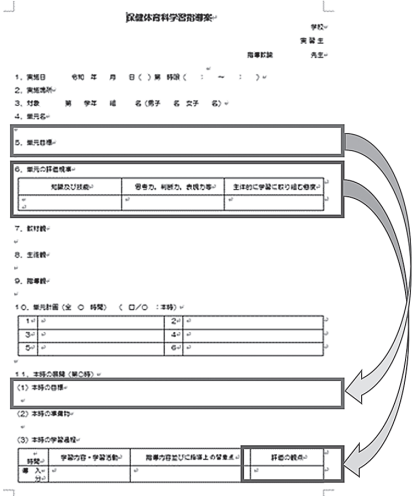 保健体育科学習指導案
学校
実習生
指導教諭　　　先生
１．実施日　　令和　年　　月　　日（　）第　時限（　　：　　～　　：　　）
２．実施場所
３．対象　　第　　学年　　組　　名（男子　　名　女子　　名）
４．単元名
５．単元目標
６．単元の評価規準
知識及び技能　思考力、判断力、表現力等　主体的に学習に取り組む態度
７．教材観
８．生徒観
９．指導観
１０．単元計画（全　○　時間）　（　ロ／○　：本時）
1　2
3　4
5　6
１１．本時の展開（第○時）
（１）本時の目標
（２）本時の準備物
（３）本時の学習過程
時間　学習内容・学習活動　指導内容並びに指導上の留意点　評価の観点
導　入
分